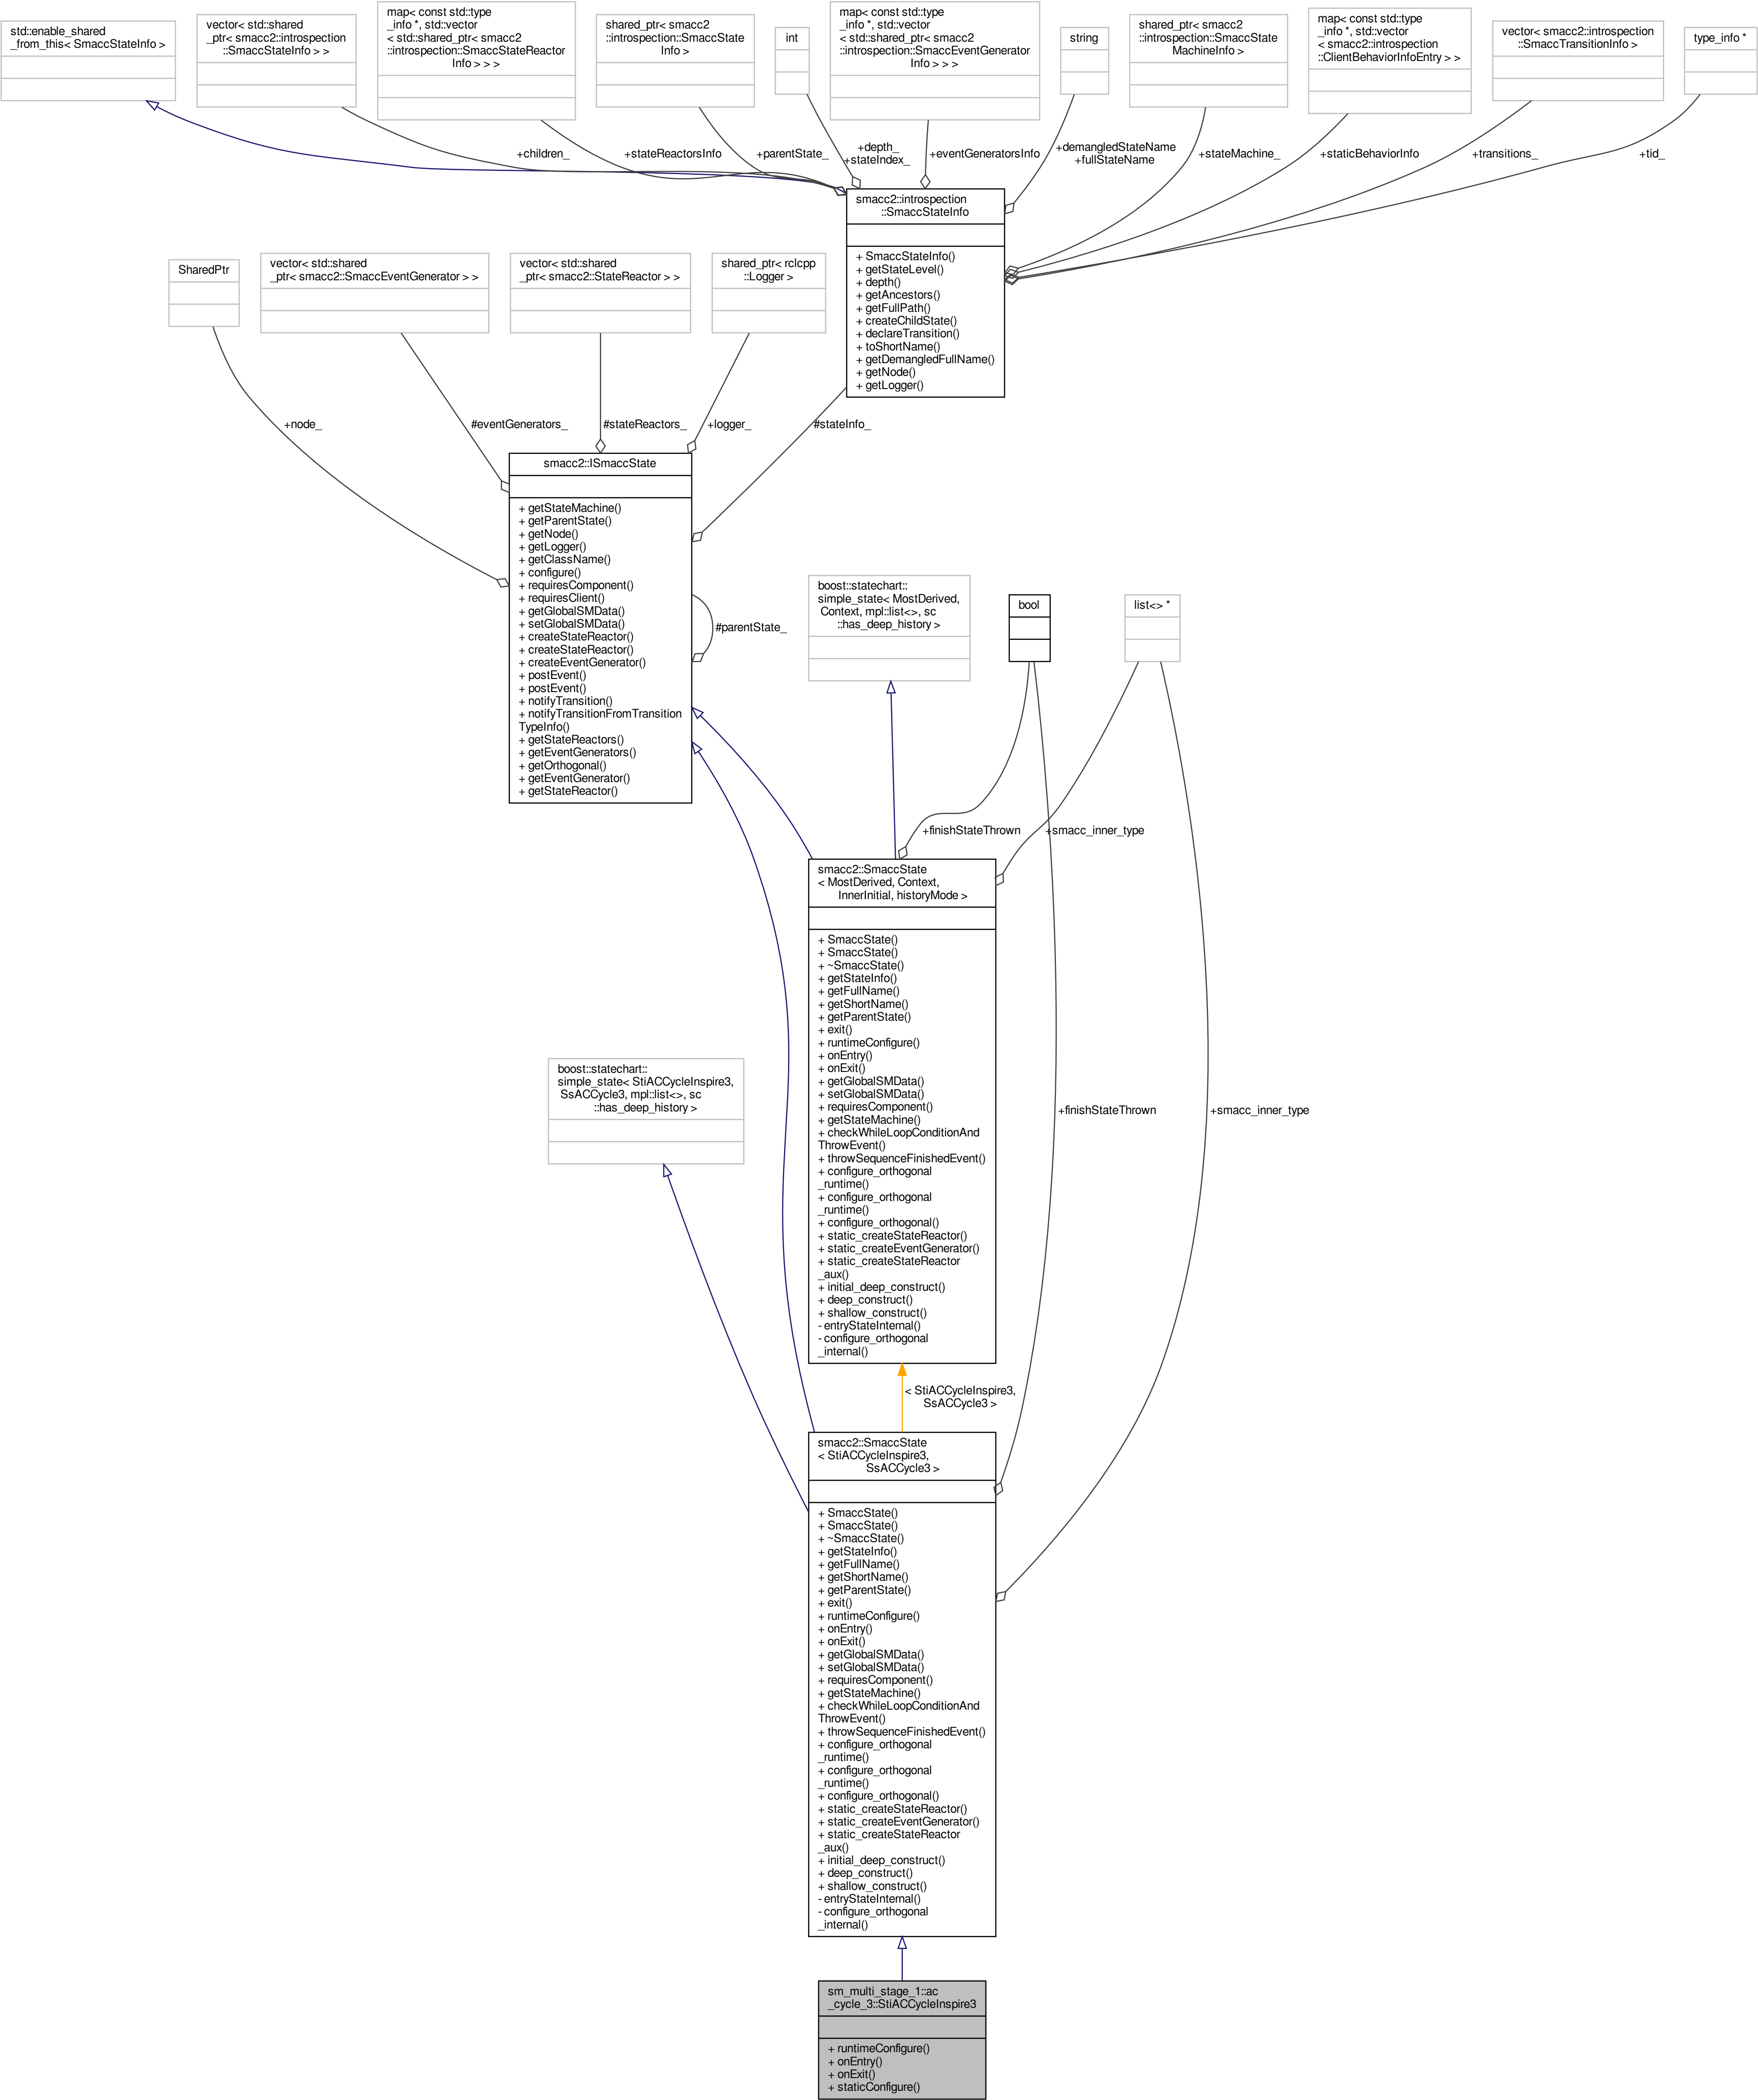 std::enable_shared
_from_this< SmaccStateInfo >
vector< std::shared
_ptr< smacc2::introspection
::SmaccStateInfo > >
map< const std::type
_info *, std::vector
< std::shared_ptr< smacc2
::introspection::SmaccStateReactor
Info > > >
shared_ptr< smacc2
::introspection::SmaccState
Info >
int
map< const std::type
_info *, std::vector
< std::shared_ptr< smacc2
::introspection::SmaccEventGenerator
Info > > >
string
shared_ptr< smacc2
::introspection::SmaccState
MachineInfo >
map< const std::type
_info *, std::vector
< smacc2::introspection
::ClientBehaviorInfoEntry > >
vector< smacc2::introspection
::SmaccTransitionInfo >
type_info *
+children_
+stateReactorsInfo
+parentState_
+depth_
+stateIndex_
+eventGeneratorsInfo
+demangledStateName
+fullStateName
+stateMachine_
+staticBehaviorInfo
+transitions_
+tid_
smacc2::introspection
::SmaccStateInfo
+ SmaccStateInfo()
+ getStateLevel()
+ depth()
+ getAncestors()
+ getFullPath()
+ createChildState()
+ declareTransition()
+ toShortName()
+ getDemangledFullName()
+ getNode()
+ getLogger()
SharedPtr
vector< std::shared
_ptr< smacc2::SmaccEventGenerator > >
vector< std::shared
_ptr< smacc2::StateReactor > >
shared_ptr< rclcpp
::Logger >
+node_
#eventGenerators_
#stateReactors_
+logger_
#stateInfo_
smacc2::ISmaccState
+ getStateMachine()
+ getParentState()
+ getNode()
+ getLogger()
+ getClassName()
+ configure()
+ requiresComponent()
+ requiresClient()
+ getGlobalSMData()
+ setGlobalSMData()
+ createStateReactor()
+ createStateReactor()
+ createEventGenerator()
+ postEvent()
+ postEvent()
+ notifyTransition()
+ notifyTransitionFromTransition
TypeInfo()
+ getStateReactors()
+ getEventGenerators()
+ getOrthogonal()
+ getEventGenerator()
+ getStateReactor()
#parentState_
boost::statechart::
simple_state< MostDerived,
Context, mpl::list<>, sc
::has_deep_history >
bool
list<> *
+finishStateThrown
+smacc_inner_type
smacc2::SmaccState
< MostDerived, Context,
InnerInitial, historyMode >
+ SmaccState()
+ SmaccState()
+ ~SmaccState()
+ getStateInfo()
+ getFullName()
+ getShortName()
+ getParentState()
+ exit()
+ runtimeConfigure()
+ onEntry()
+ onExit()
+ getGlobalSMData()
+ setGlobalSMData()
+ requiresComponent()
+ getStateMachine()
+ checkWhileLoopConditionAnd
ThrowEvent()
+ throwSequenceFinishedEvent()
+ configure_orthogonal
_runtime()
+ configure_orthogonal
_runtime()
+ configure_orthogonal()
+ static_createStateReactor()
+ static_createEventGenerator()
+ static_createStateReactor
_aux()
+ initial_deep_construct()
+ deep_construct()
+ shallow_construct()
- entryStateInternal()
- configure_orthogonal
_internal()
boost::statechart::
simple_state< StiACCycleInspire3,
SsACCycle3, mpl::list<>, sc
::has_deep_history >
+finishStateThrown
+smacc_inner_type
< StiACCycleInspire3,
SsACCycle3 >
smacc2::SmaccState
< StiACCycleInspire3,
SsACCycle3 >
+ SmaccState()
+ SmaccState()
+ ~SmaccState()
+ getStateInfo()
+ getFullName()
+ getShortName()
+ getParentState()
+ exit()
+ runtimeConfigure()
+ onEntry()
+ onExit()
+ getGlobalSMData()
+ setGlobalSMData()
+ requiresComponent()
+ getStateMachine()
+ checkWhileLoopConditionAnd
ThrowEvent()
+ throwSequenceFinishedEvent()
+ configure_orthogonal
_runtime()
+ configure_orthogonal
_runtime()
+ configure_orthogonal()
+ static_createStateReactor()
+ static_createEventGenerator()
+ static_createStateReactor
_aux()
+ initial_deep_construct()
+ deep_construct()
+ shallow_construct()
- entryStateInternal()
- configure_orthogonal
_internal()
sm_multi_stage_1::ac
_cycle_3::StiACCycleInspire3
+ runtimeConfigure()
+ onEntry()
+ onExit()
+ staticConfigure()